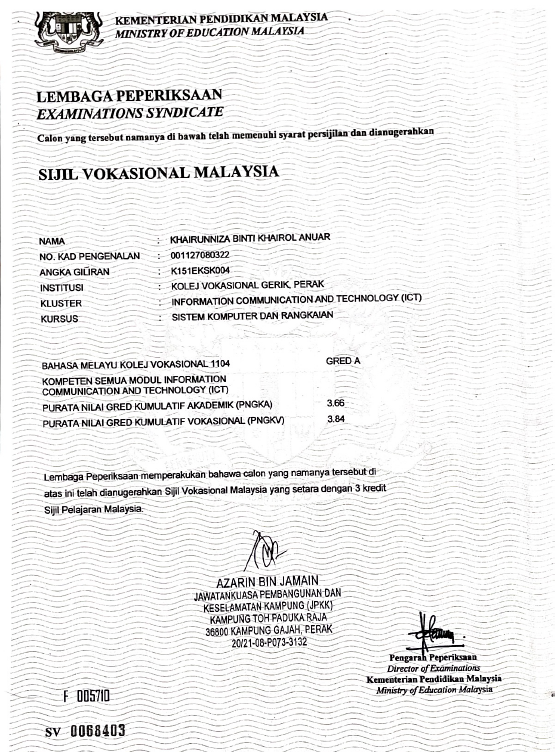 KEMENTERIAN PENDIDIKAN MALAYSIA
MINISTRY OF EDUCATION MALAYSIA
LEMBAGA PEPERIKSAAN
EXAMINATIONS SYNDICATE
Calon yang tersebut namanya di bawah telah memenuhi syarat persijilan dan dianugerahkan
SIJIL VOKASIONAL MALAYSIA
NAMA : KHAIRUNNIZA BINTI KHAIROL ANUAR
NO. KAD PENGENALAN : 001127080322
ANGKA GILIRAN : K151EKSK004
INSTITUSI : KOLEJ VOKASIONAL GERIK, PERAK
KLUSTER : INFORMATION COMMUNICATION AND TECHNOLOGY (ICT)
KURSUS : SISTEM KOMPUTER DAN RANGKAIAN
BAHASA MELAYU KOLEJ VOKASIONAL 1104 GRED A
KOMPETEN SEMUA MODUL INFORMATION
COMMUNICATION AND TECHNOLOGY (ICT)
PURATA NILAI GRED KUMULATIF AKADEMIK (PNGKA) 3.66
PURATA NILAI GRED KUMULATIF VOKASIONAL (PNGKV) 3.84
Lembaga Peperiksaan memperakukan bahawa calon yang namanya tersebut di
atas ini telah dianugerahkan Sijil Vokasional Malaysia yang setara dengan 3 kredit
Sijil Pelajaran Malaysia.
AZARIN BIN JAMAIN
JAWATANKUASA PEMBANGUNAN DAN
KESELAMATAN KAMPUNG (JPKK)
KAMPUNG TOH PADUKA RAJA
36800 KAMPUNG GAJAH, PERAK
20/21-08-P073-3132
Pengarah Peperiksaan
Director of Examinations
Kementerian Pendidikan Malaysia
Ministry of Education Malaysia
F 005710
SV 0068403